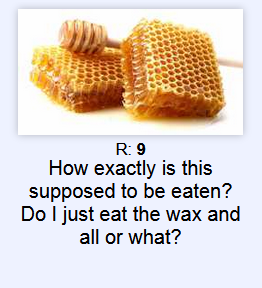 R: 9
How exactly is this
supposed to be eaten?
Do I just eat the wax and
all or what?